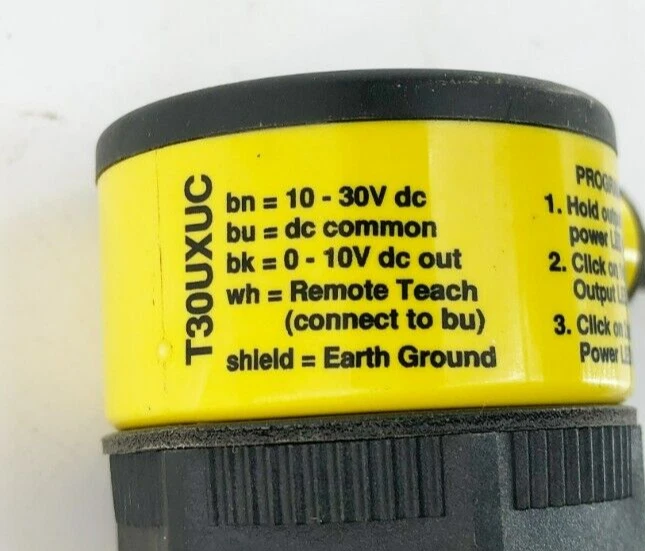 T30UXUC
bn = 10 - 30V dc
bu = dc common
bk = 0 - 10V dc out
wh = Remote Teach
(connect to bu)
shield = Earth Ground
1. Hold
power
2. Click on
Output
3. Click on
Power